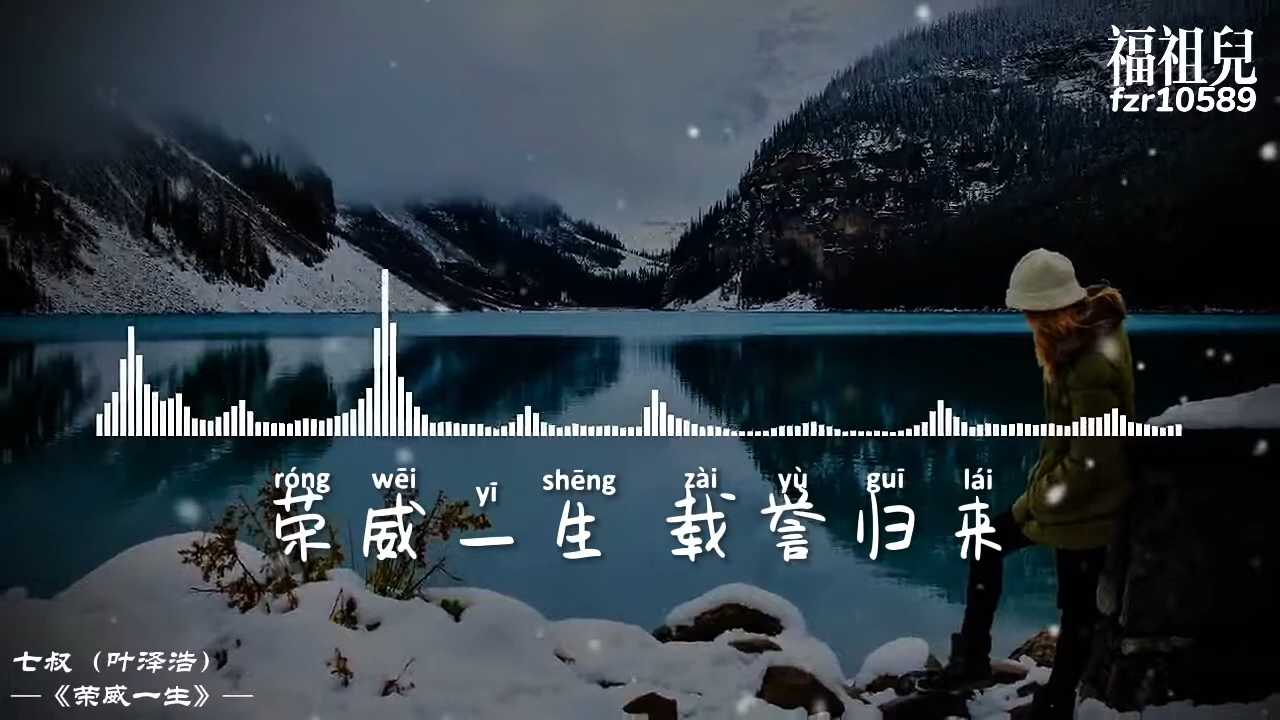 福祖兒
fzr10589
róng wēi yī shēng zài yù guī lái
荣威一生 载誉归来
七叔（叶泽浩）
—《荣威一生》—